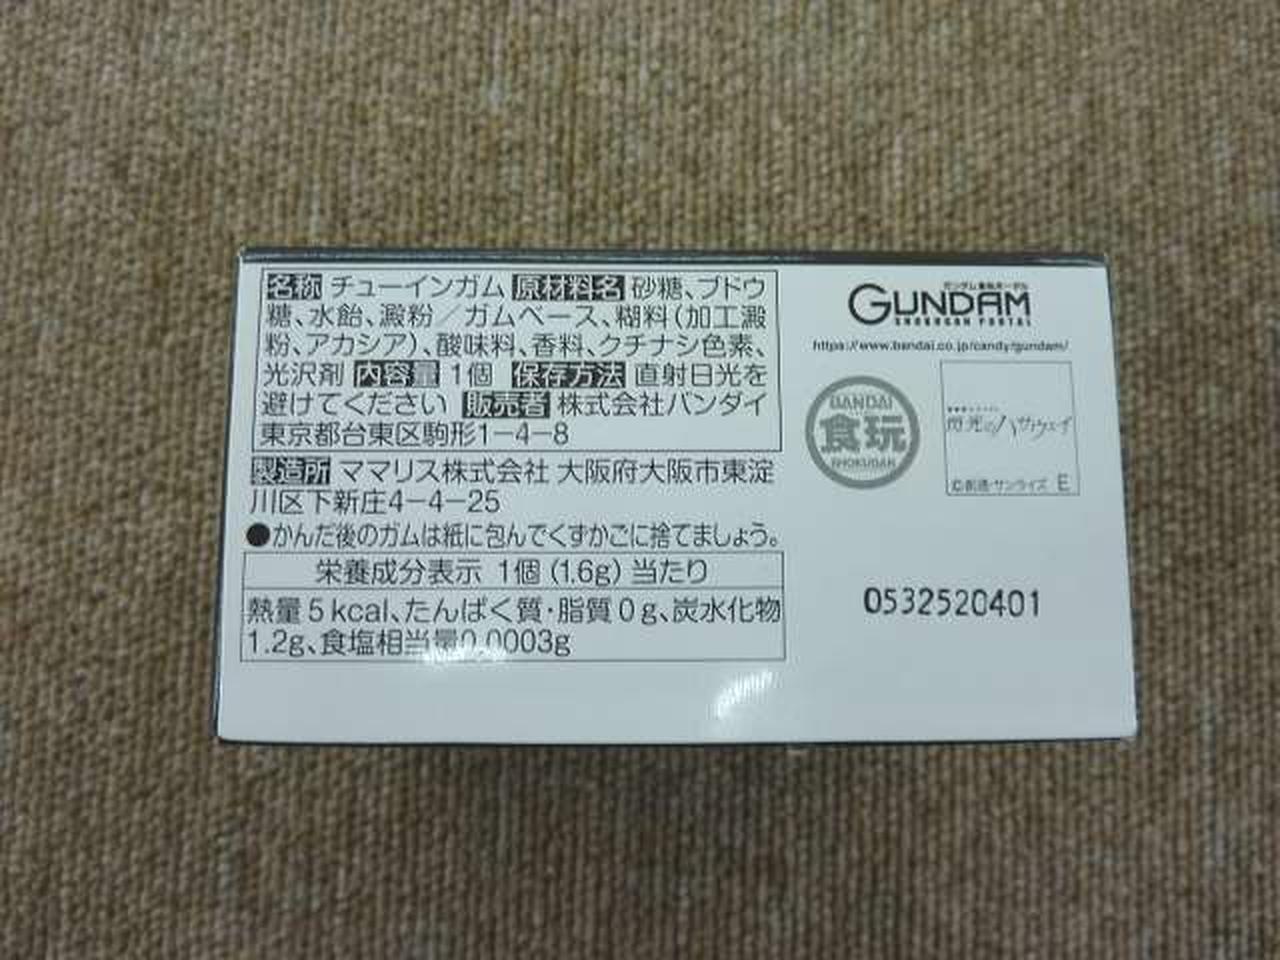 名称 チューインガム 原材料名 砂糖、ブドウ
糖、水飴、澱粉／ガムベース、糊料(加工澱
粉、アカシア)、酸味料、香料、クチナシ色素、
光沢剤 内容量 1個 保存方法 直射日光を
避けてください 販売者 株式会社バンダイ
東京都台東区駒形1-4-8
製造所 ママリス株式会社 大阪府大阪市東淀
川区下新庄4-4-25
●かんだ後のガムは紙に包んでくずかごに捨てましょう。
栄養成分表示 1個(1.6g)当たり
熱量5kcal、たんぱく質・脂質0g、炭水化物
1.2g、食塩相当量0.0003g
GUNDAM
SHOKUGAN PORTAL
https://www.bandai.co.jp/candy/gundam/
BANDAI
食玩
SHOKUGAN
閃光のハサウェイ
©創通・サンライズ E
0532520401